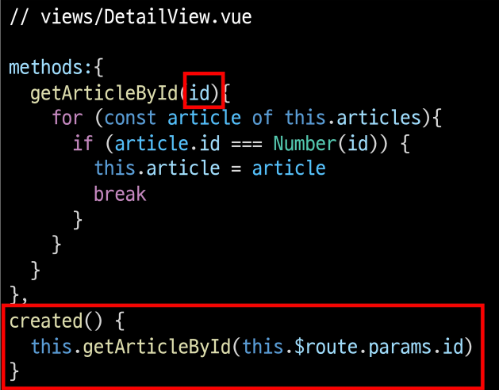 // views/DetailView.vue
methods:{
getArticleById(id){
for (const article of this.articles){
if (article.id === Number(id)) {
this.article = article
break
}
}
}
},
created() {
this.getArticleById(this.$route.params.id)
}